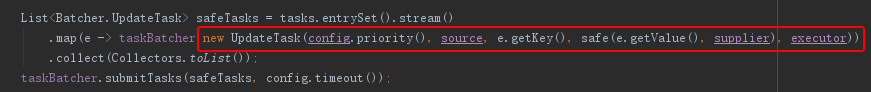 List<Batcher.UpdateTask> safeTasks = tasks.entrySet().stream()
.map(e -> taskBatcher.new UpdateTask(config.priority(), source, e.getKey(), safe(e.getValue(), supplier), executor))
.collect(Collectors.toList());
taskBatcher.submitTasks(safeTasks, config.timeout());